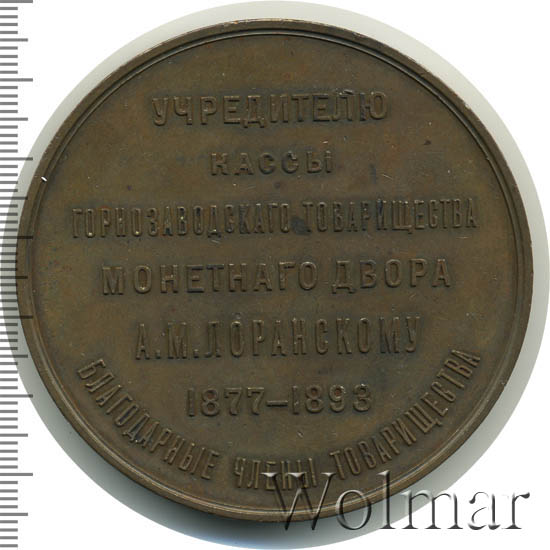 УЧРЕДИТЕЛЮ
КАССЫ
ГОРНОЗАВОДСКАГО ТОВАРИЩЕСТВА
МОНЕТНАГО ДВОРА
А.М.ЛОРАНСКОМУ
1877–1893
БЛАГОДАРНЫЕ ЧЛЕНЫ ТОВАРИЩЕСТВА
Wolmar